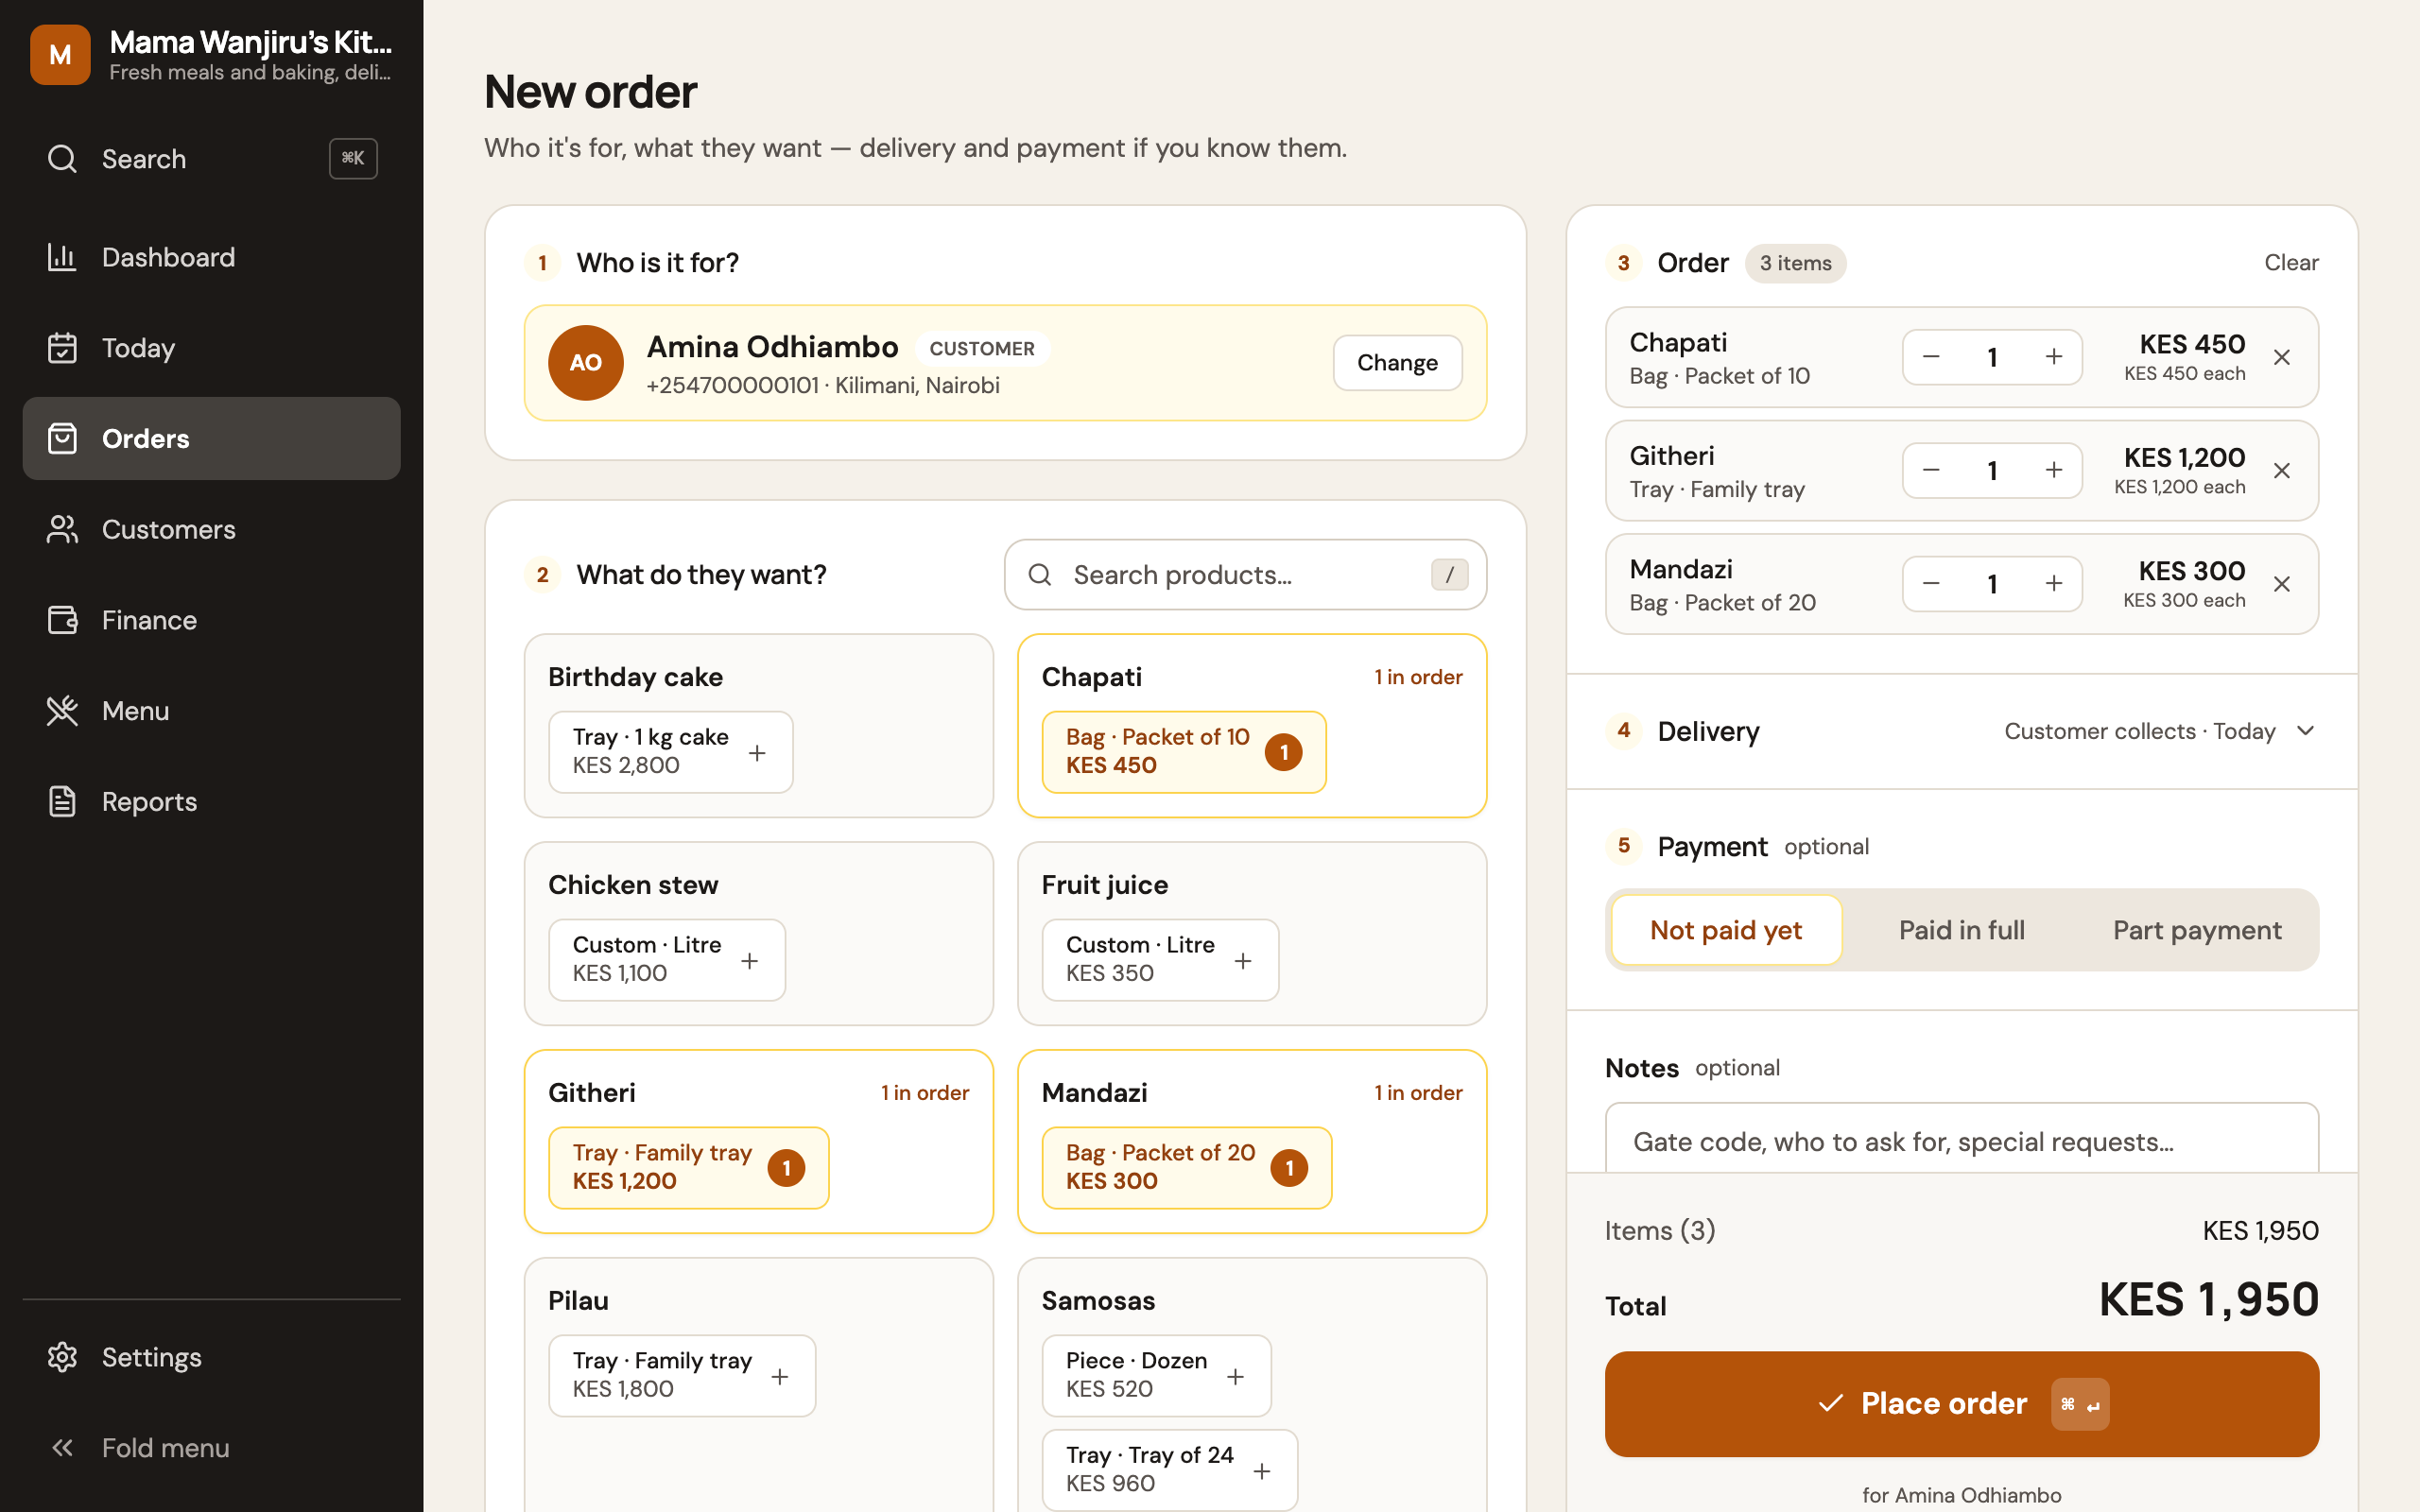 M
Mama Wanjiru's Kit...
Fresh meals and baking, deli...
Search
⌘K
Dashboard
Today
Orders
Customers
Finance
Menu
Reports
Settings
Fold menu
New order
Who it's for, what they want — delivery and payment if you know them.
1 Who is it for?
AO
Amina Odhiambo CUSTOMER
+254700000101 · Kilimani, Nairobi
Change
2 What do they want?
Search products... /
Birthday cake
Tray · 1 kg cake
KES 2,800
+
Chapati 1 in order
Bag · Packet of 10
KES 450
1
Chicken stew
Custom · Litre
KES 1,100
+
Fruit juice
Custom · Litre
KES 350
+
Githeri 1 in order
Tray · Family tray
KES 1,200
1
Mandazi 1 in order
Bag · Packet of 20
KES 300
1
Pilau
Tray · Family tray
KES 1,800
+
Samosas
Piece · Dozen
KES 520
+
Tray · Tray of 24
KES 960
+
3 Order 3 items Clear
Chapati
Bag · Packet of 10
− 1 +
KES 450
KES 450 each
×
Githeri
Tray · Family tray
− 1 +
KES 1,200
KES 1,200 each
×
Mandazi
Bag · Packet of 20
− 1 +
KES 300
KES 300 each
×
4 Delivery Customer collects · Today
5 Payment optional
Not paid yet Paid in full Part payment
Notes optional
Gate code, who to ask for, special requests...
Items (3) KES 1,950
Total KES 1,950
Place order ⌘ ↵
for Amina Odhiambo